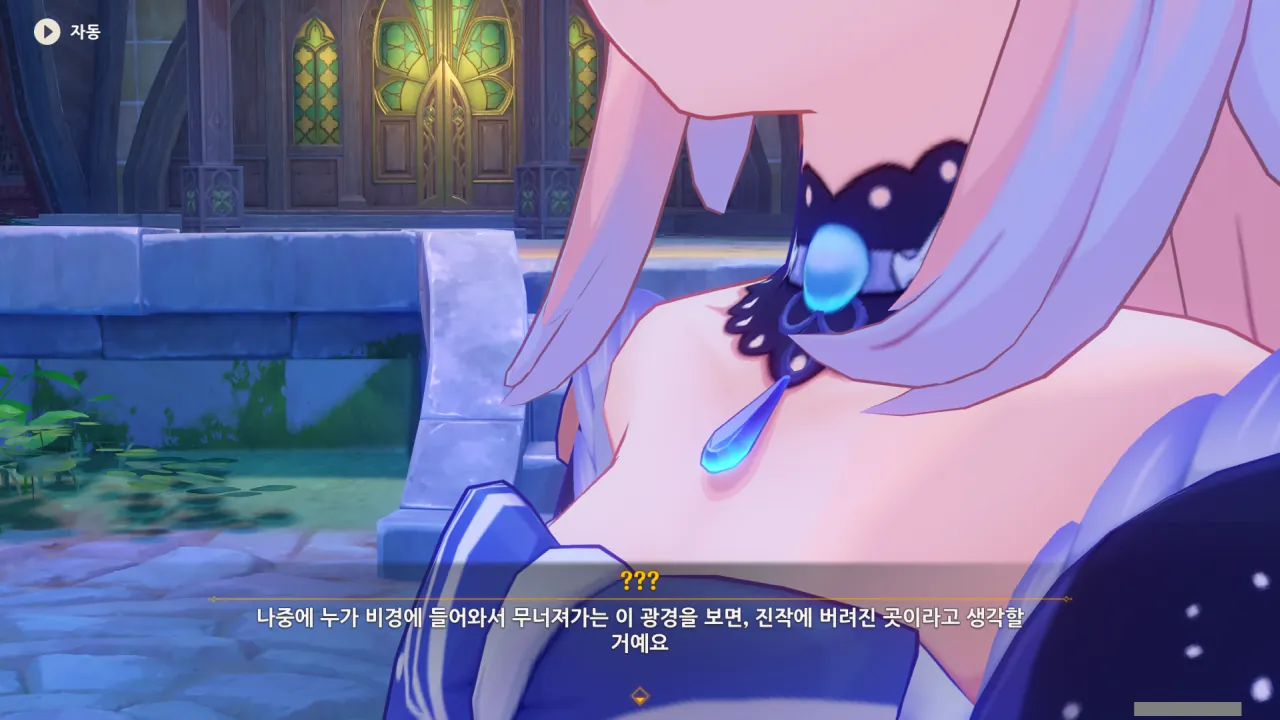 자동
???
나중에 누가 비경에 들어와서 무너져가는 이 광경을 보면, 진작에 버려진 곳이라고 생각할
거예요